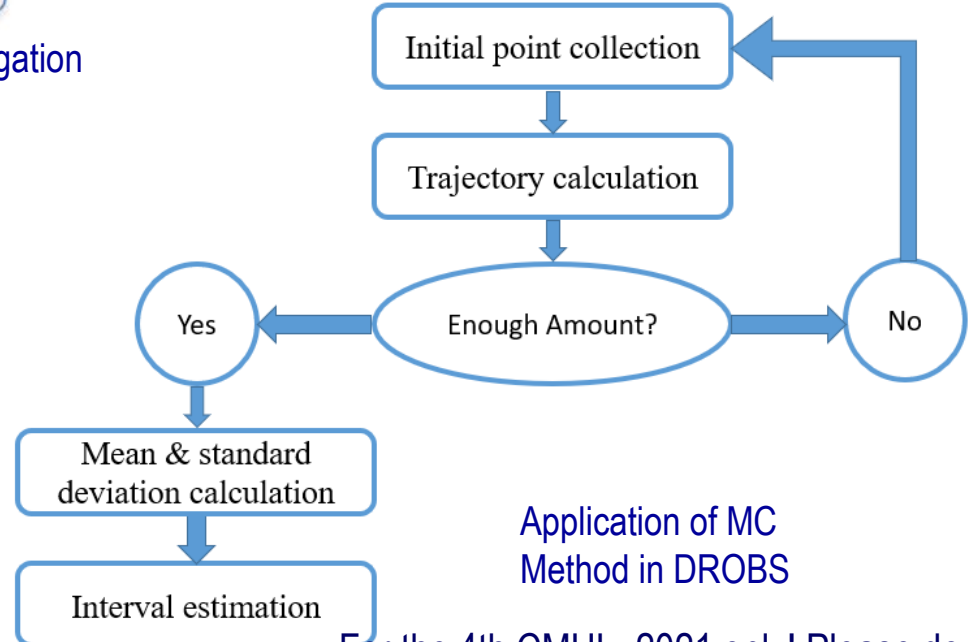 Initial point collection
Trajectory calculation
Enough Amount?
Yes
No
Mean & standard
deviation calculation
Interval estimation
Application of MC
Method in DROBS